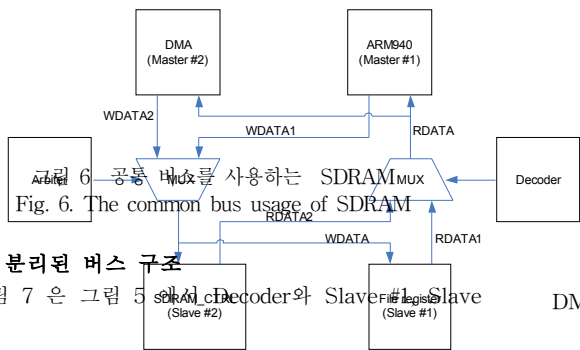 DMA
(Master #2)
ARM940
(Master #1)
WDATA2
WDATA1
RDATA
Arbiter
MUX
MUX
Decoder
그림 6. 공통 버스를 사용하는 SDRAM
Fig. 6. The common bus usage of SDRAM
RDATA2
WDATA
RDATA1
분리된 버스 구조
림 7 은 그림 5 에서 Decoder와 Slave #1, Slave
DM
SDRAM_CTRL
(Slave #2)
File register
(Slave #1)